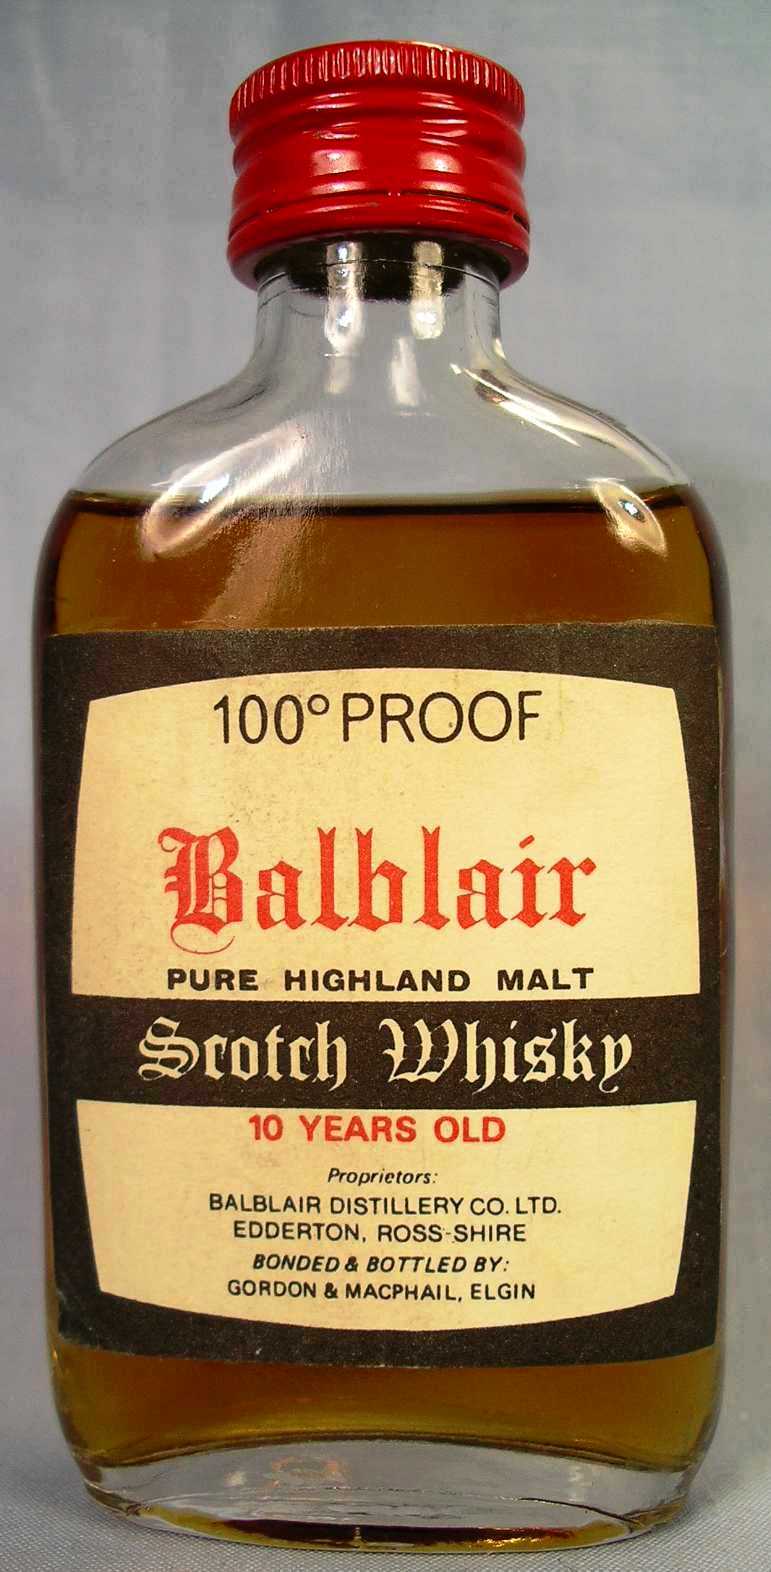 100° PROOF
Balblair
PURE HIGHLAND MALT
Scotch Whisky
10 YEARS OLD
Proprietors:
BALBLAIR DISTILLERY CO. LTD.
EDDERTON, ROSS-SHIRE
BONDED & BOTTLED BY:
GORDON & MACPHAIL, ELGIN